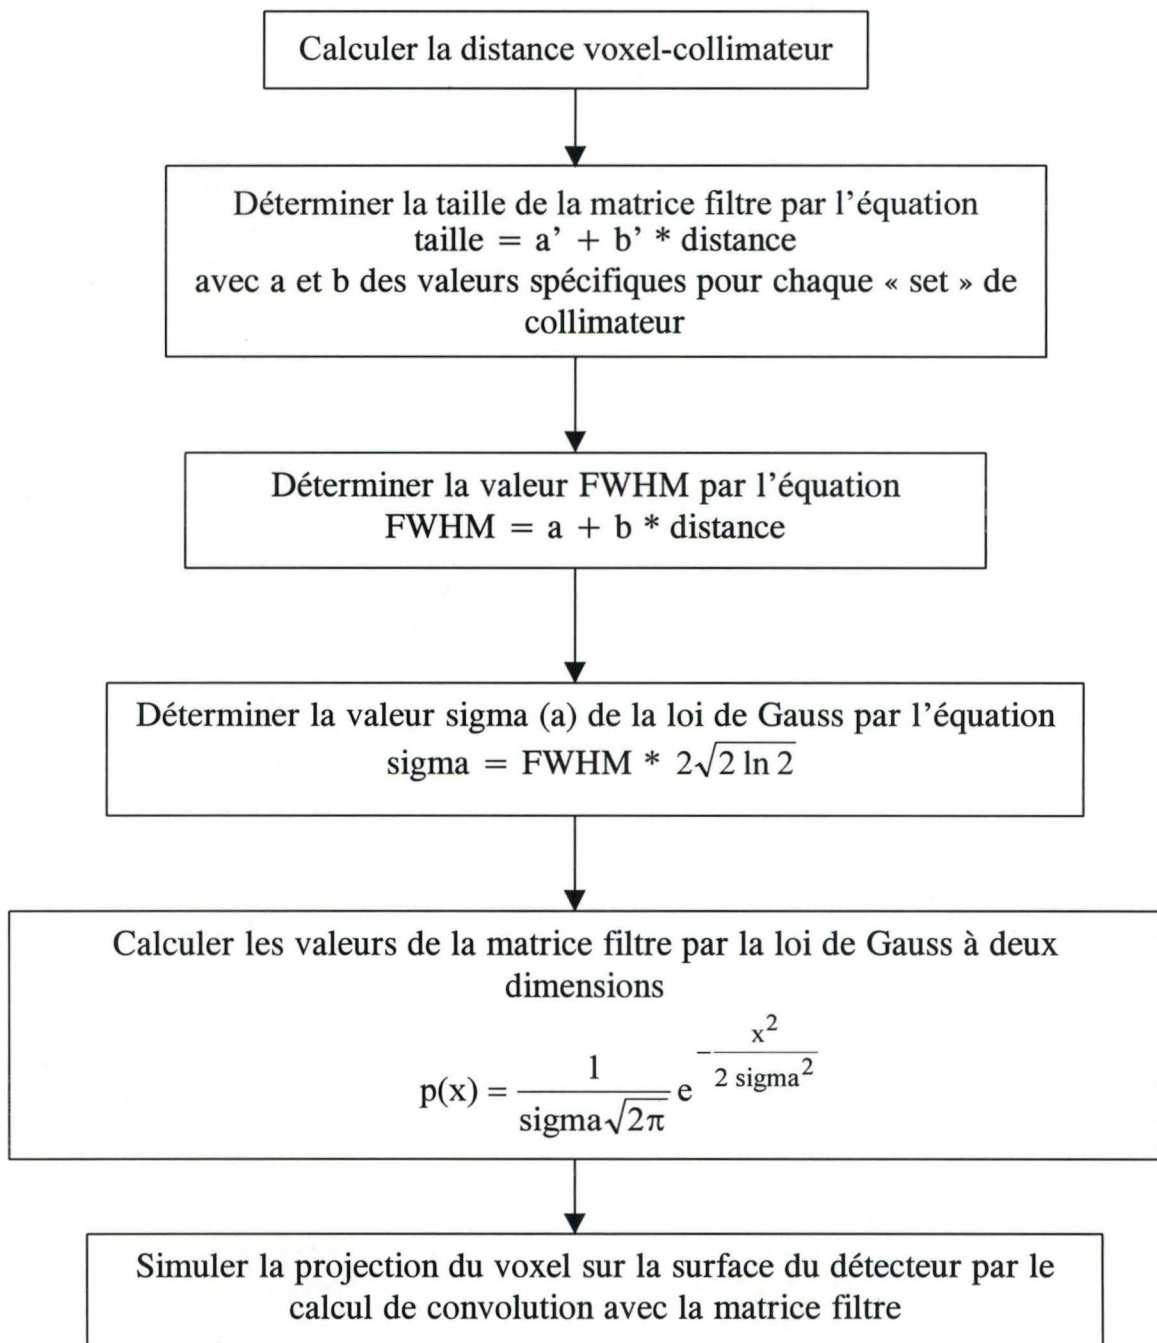 Calculer la distance voxel-collimateur
Déterminer la taille de la matrice filtre par l’équation
taille = a’ + b’ * distance
avec a et b des valeurs spécifiques pour chaque « set » de
collimateur
Déterminer la valeur FWHM par l’équation
FWHM = a + b * distance
Déterminer la valeur sigma (a) de la loi de Gauss par l’équation
sigma = FWHM * 2√(2 ln 2)
Calculer les valeurs de la matrice filtre par la loi de Gauss à deux
dimensions
p(x) = 1/(sigma√(2π)) e^(-x²/(2 sigma²))
Simuler la projection du voxel sur la surface du détecteur par le
calcul de convolution avec la matrice filtre